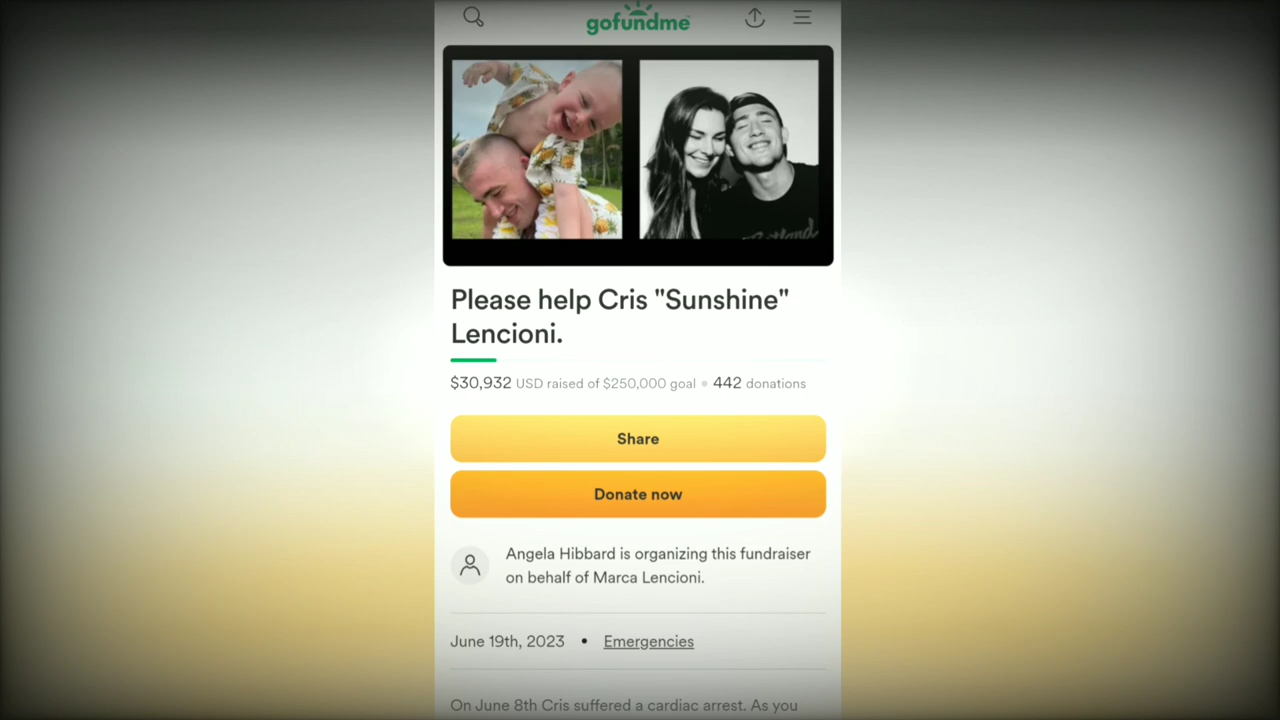 gofundme
Portland
Please help Cris "Sunshine"
Lencioni.
$30,932 USD raised of $250,000 goal • 442 donations
Share
Donate now
Angela Hibbard is organizing this fundraiser
on behalf of Marca Lencioni.
June 19th, 2023 • Emergencies
On June 8th Cris suffered a cardiac arrest. As you